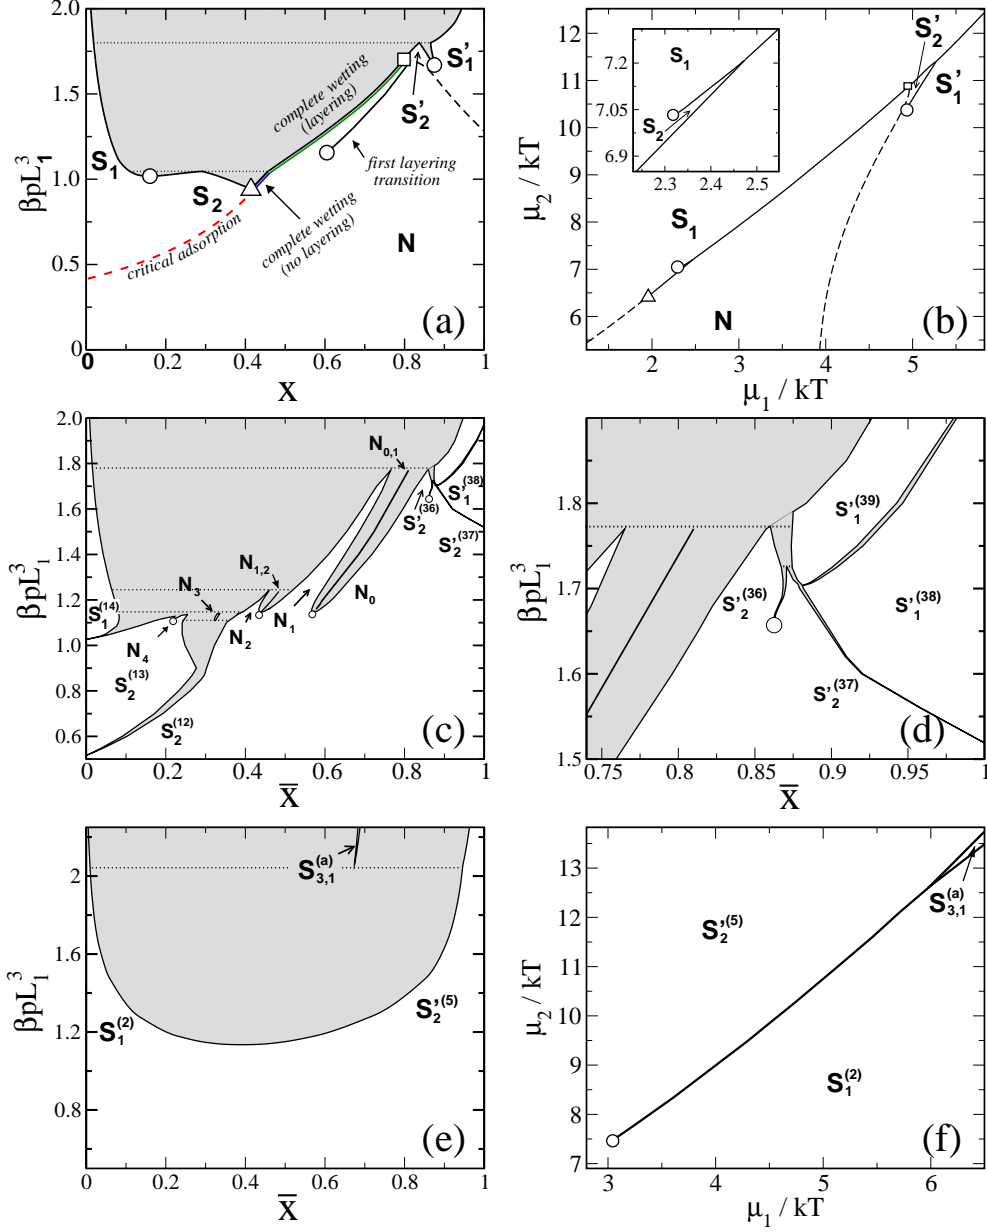 2.0
1.5
1.0
0.5
0
βpL₁³
0
0.2
0.4
0.6
0.8
1
x
S₁
S₂
S₂'
S₁'
N
complete wetting
(layering)
first layering
transition
complete wetting
(no layering)
critical adsorption
(a)
12
11
10
9
8
7
6
μ₂ / kT
2
3
4
5
μ₁ / kT
7.2
7.05
6.9
2.3
2.4
2.5
S₁
S₂
S₂'
S₁'
S₁
N
(b)
2.0
1.8
1.6
1.4
1.2
1.0
0.8
0.6
βpL₁³
0
0.2
0.4
0.6
0.8
1
x̄
N₀,₁
S'₁⁽³⁸⁾
S'₂⁽³⁶⁾
S'₂⁽³⁷⁾
N₁,₂
N₃
N₀
S₁⁽¹⁴⁾
N₂
N₁
N₄
S₂⁽¹³⁾
S₂⁽¹²⁾
(c)
1.8
1.7
1.6
1.5
βpL₁³
0.75
0.8
0.85
0.9
0.95
1
x̄
S'₁⁽³⁹⁾
S'₂⁽³⁶⁾
S'₁⁽³⁸⁾
S'₂⁽³⁷⁾
(d)
2
1.6
1.2
0.8
βpL₁³
0
0.2
0.4
0.6
0.8
1
x̄
S₃,₁⁽ᵃ⁾
S₁⁽²⁾
S₂'⁽⁵⁾
(e)
13
12
11
10
9
8
7
μ₂ / kT
3
4
5
6
μ₁ / kT
S₂'⁽⁵⁾
S₃,₁⁽ᵃ⁾
S₁⁽²⁾
(f)